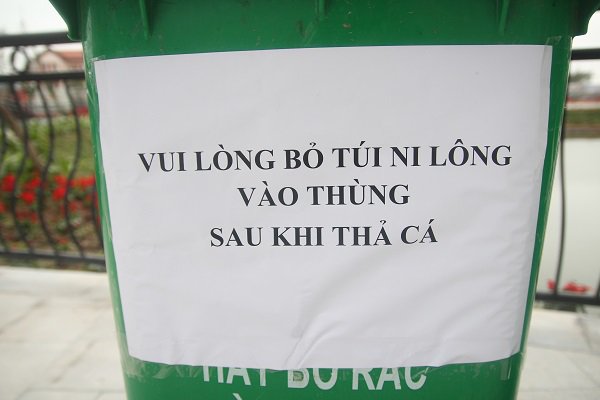 VUI LÒNG BỎ TÚI NI LÔNG
VÀO THÙNG
SAU KHI THẢ CÁ
HÃY BỎ RÁC